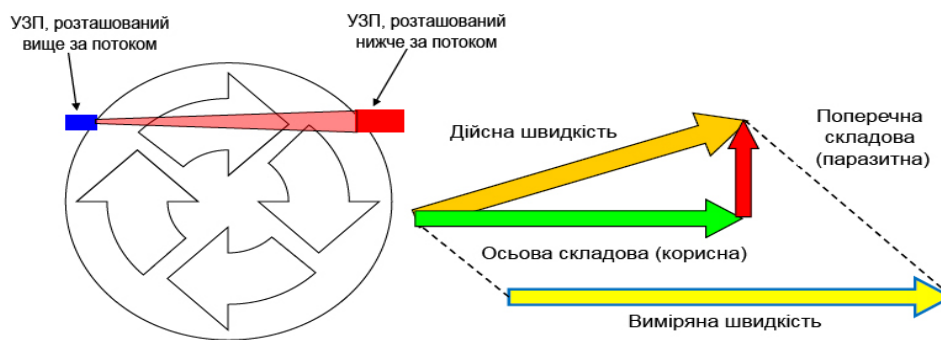 УЗП, розташований
вище за потоком
УЗП, розташований
нижче за потоком
Дійсна швидкість
Поперечна
складова
(паразитна)
Осьова складова (корисна)
Виміряна швидкість